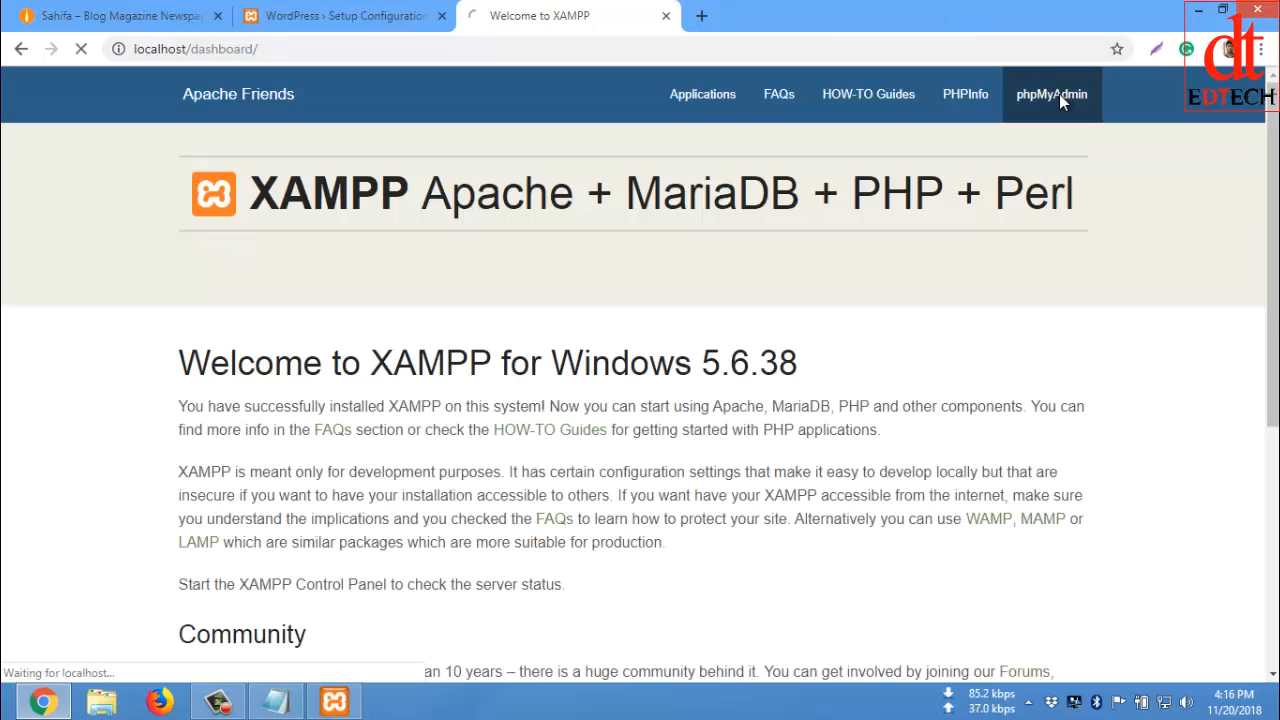 Sahifa – Blog Magazine Newspa
WordPress › Setup Configuration
Welcome to XAMPP
localhost/dashboard/
dt
EDTECH
Apache Friends
Applications
FAQs
HOW-TO Guides
PHPInfo
phpMyAdmin
XAMPP Apache + MariaDB + PHP + Perl
Welcome to XAMPP for Windows 5.6.38
You have successfully installed XAMPP on this system! Now you can start using Apache, MariaDB, PHP and other components. You can
find more info in the FAQs section or check the HOW-TO Guides for getting started with PHP applications.
XAMPP is meant only for development purposes. It has certain configuration settings that make it easy to develop locally but that are
insecure if you want to have your installation accessible to others. If you want have your XAMPP accessible from the internet, make sure
you understand the implications and you checked the FAQs to learn how to protect your site. Alternatively you can use WAMP, MAMP or
LAMP which are similar packages which are more suitable for production.
Start the XAMPP Control Panel to check the server status.
Community
an 10 years – there is a huge community behind it. You can get involved by joining our Forums,
Waiting for localhost...
85.2 kbps
37.0 kbps
4:16 PM
11/20/2018